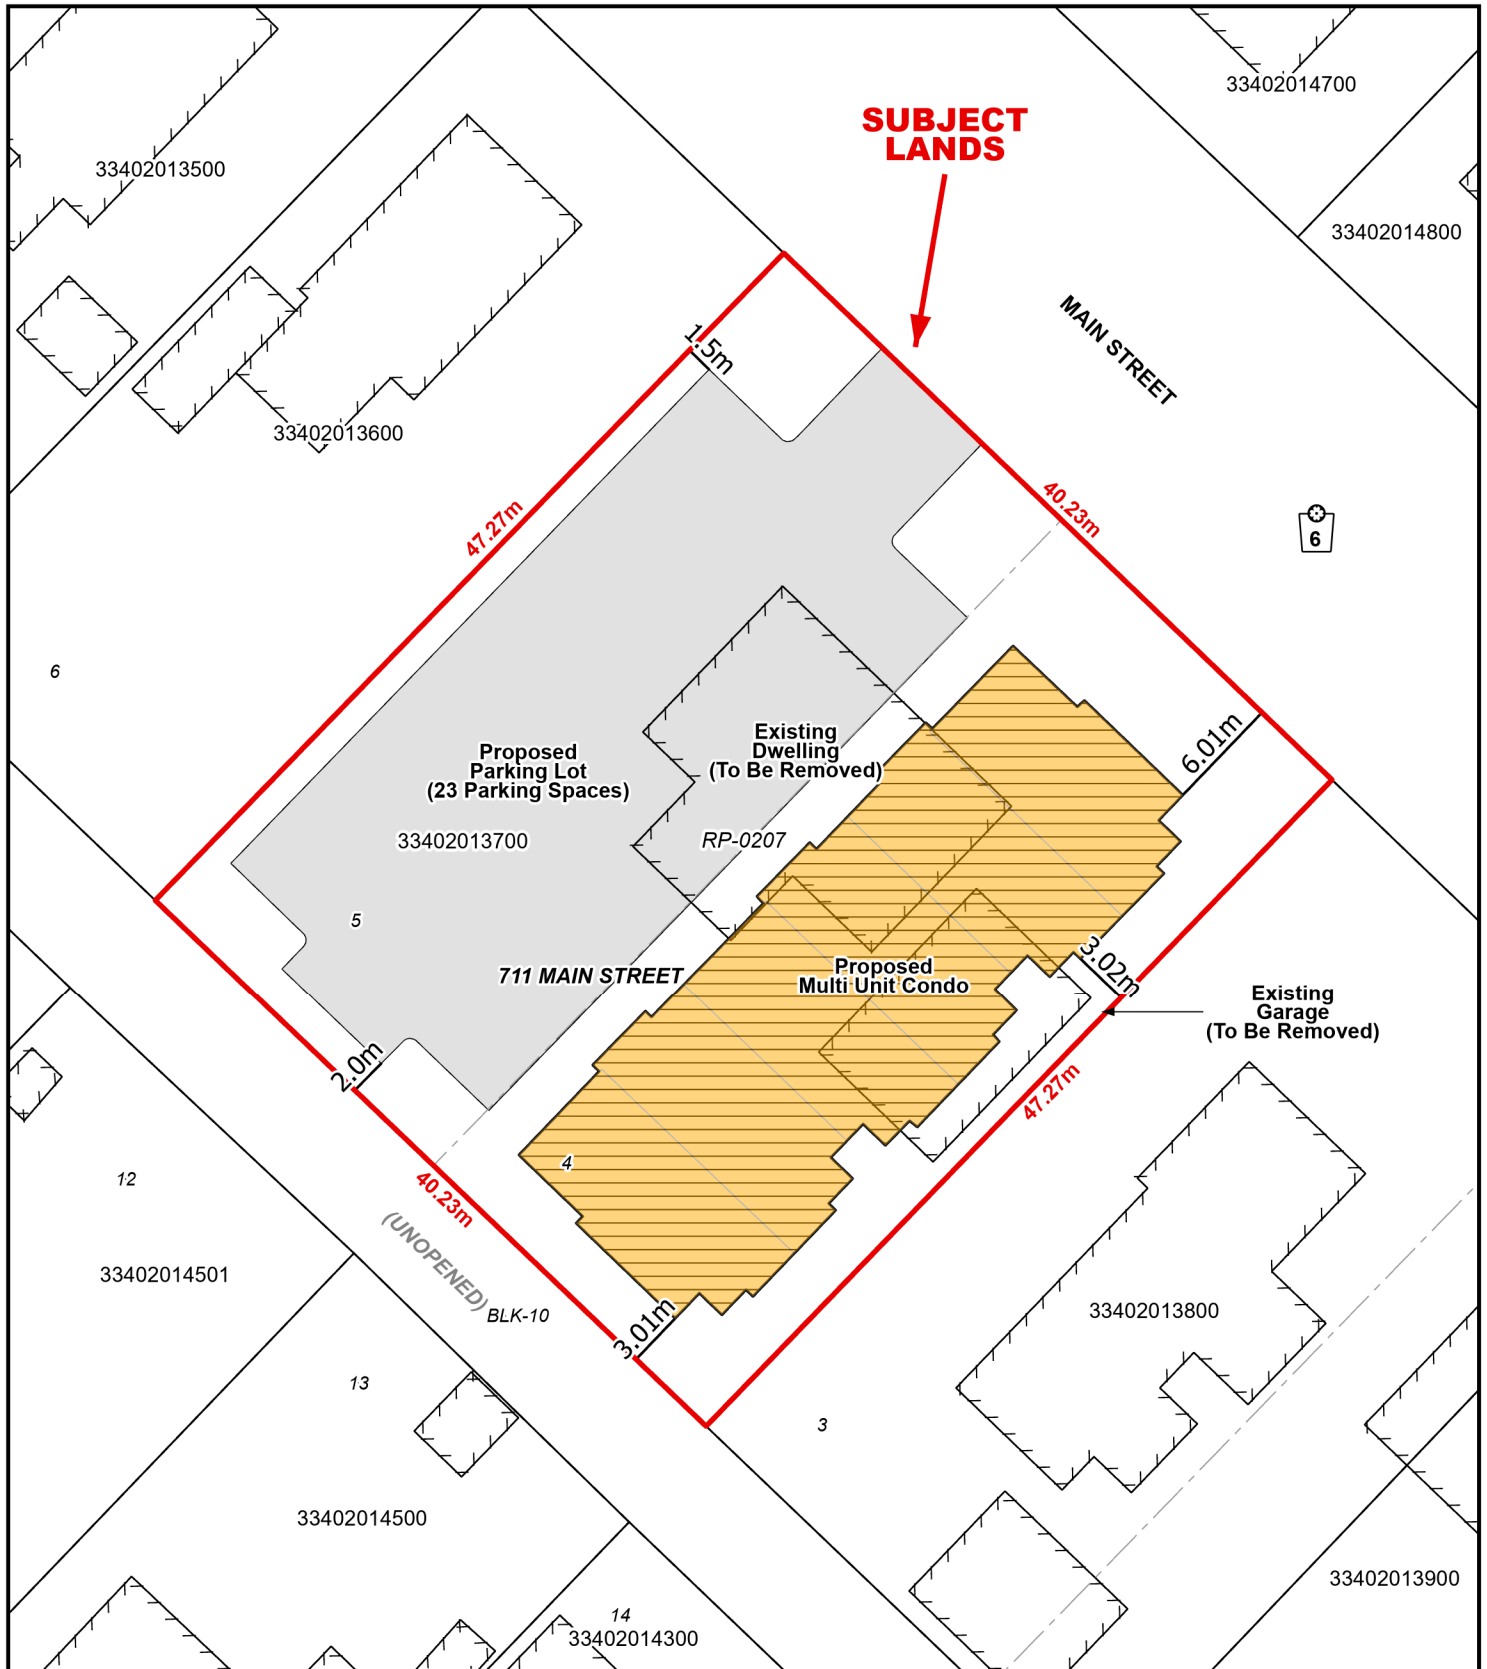 33402014700
SUBJECT
LANDS
33402013500
33402014800
MAIN STREET
1.5m
33402013600
47.27m
40.23m
6
6
6.01m
Existing
Dwelling
(To Be Removed)
Proposed
Parking Lot
(23 Parking Spaces)
33402013700
RP-0207
5
711 MAIN STREET
Proposed
Multi Unit Condo
3.02m
Existing
Garage
(To Be Removed)
2.0m
47.27m
4
12
40.23m
(UNOPENED)
33402014501
BLK-10
3.01m
33402013800
13
3
33402014500
33402013900
14
33402014300